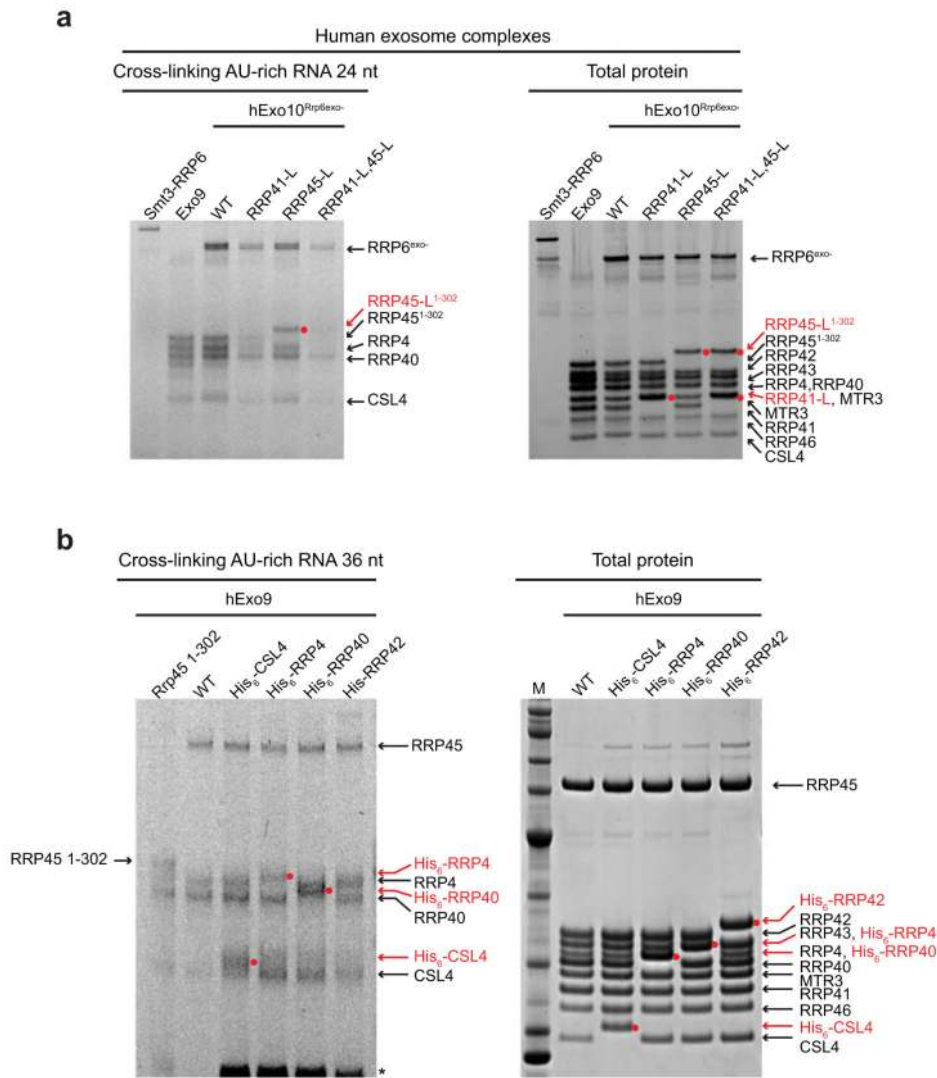 a
Human exosome complexes
Cross-linking AU-rich RNA 24 nt
Total protein
hExo10Rrp6exo-
hExo10Rrp6exo-
Smt3-RRP6
Exo9
WT
RRP41-L
RRP45-L
RRP41-L,45-L
Smt3-RRP6
Exo9
WT
RRP41-L
RRP45-L
RRP41-L,45-L
RRP6exo-
RRP45-L1-302
RRP451-302
RRP4
RRP40
CSL4
RRP6exo-
RRP45-L1-302
RRP451-302
RRP42
RRP43
RRP4,RRP40
RRP41-L, MTR3
MTR3
RRP41
RRP46
CSL4
b
Cross-linking AU-rich RNA 36 nt
Total protein
hExo9
hExo9
Rrp45 1-302
WT
His6-CSL4
His6-RRP4
His6-RRP40
His-RRP42
M
WT
His6-CSL4
His6-RRP4
His6-RRP40
His6-RRP42
RRP45
RRP45 1-302
His6-RRP4
RRP4
His6-RRP40
RRP40
His6-CSL4
CSL4
*
RRP45
His6-RRP42
RRP42
RRP43, His6-RRP4
RRP4, His6-RRP40
RRP40
MTR3
RRP41
RRP46
His6-CSL4
CSL4